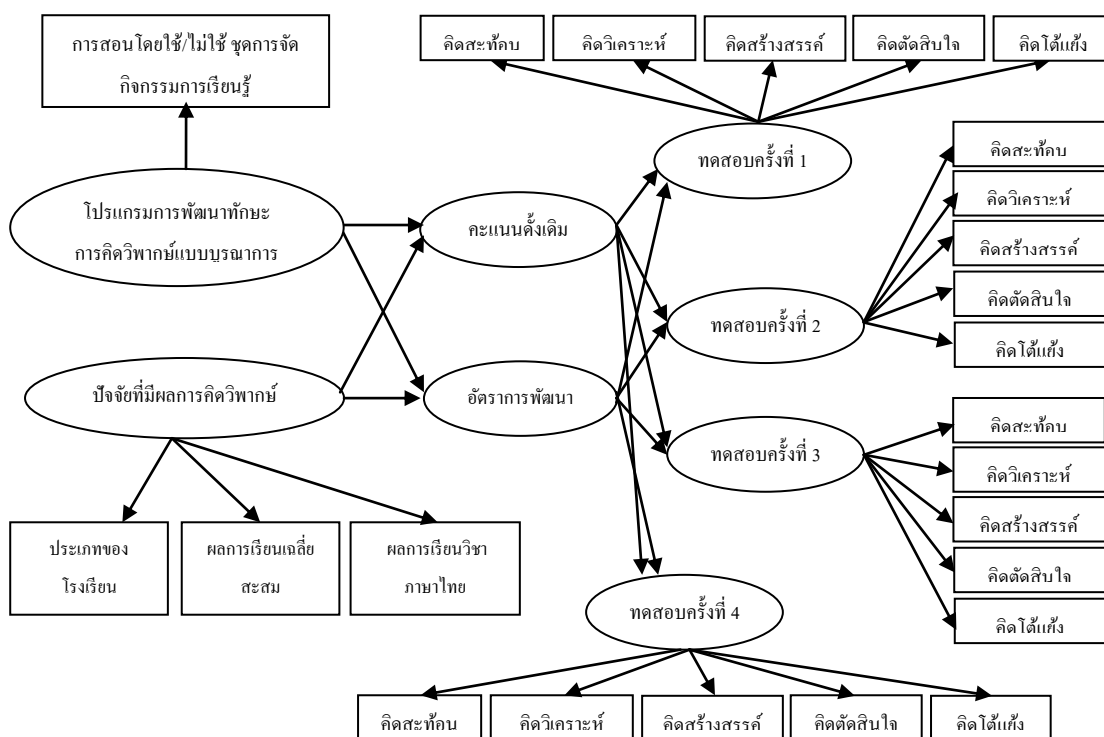 การสอนโดยใช้/ไม่ใช้ ชุดการจัด
กิจกรรมการเรียนรู้
คิดสะท้อน
คิดวิเคราะห์
คิดสร้างสรรค์
คิดตัดสินใจ
คิดโต้แย้ง
ทดสอบครั้งที่ 1
โปรแกรมการพัฒนาทักษะ
การคิดวิพากษ์แบบบูรณาการ
คะแนนดั้งเดิม
คิดสะท้อน
คิดวิเคราะห์
คิดสร้างสรรค์
คิดตัดสินใจ
คิดโต้แย้ง
ทดสอบครั้งที่ 2
ปัจจัยที่มีผลการคิดวิพากษ์
อัตราการพัฒนา
ทดสอบครั้งที่ 3
คิดสะท้อน
คิดวิเคราะห์
คิดสร้างสรรค์
คิดตัดสินใจ
คิดโต้แย้ง
ประเภทของ
โรงเรียน
ผลการเรียนเฉลี่ย
สะสม
ผลการเรียนวิชา
ภาษาไทย
ทดสอบครั้งที่ 4
คิดสะท้อน
คิดวิเคราะห์
คิดสร้างสรรค์
คิดตัดสินใจ
คิดโต้แย้ง